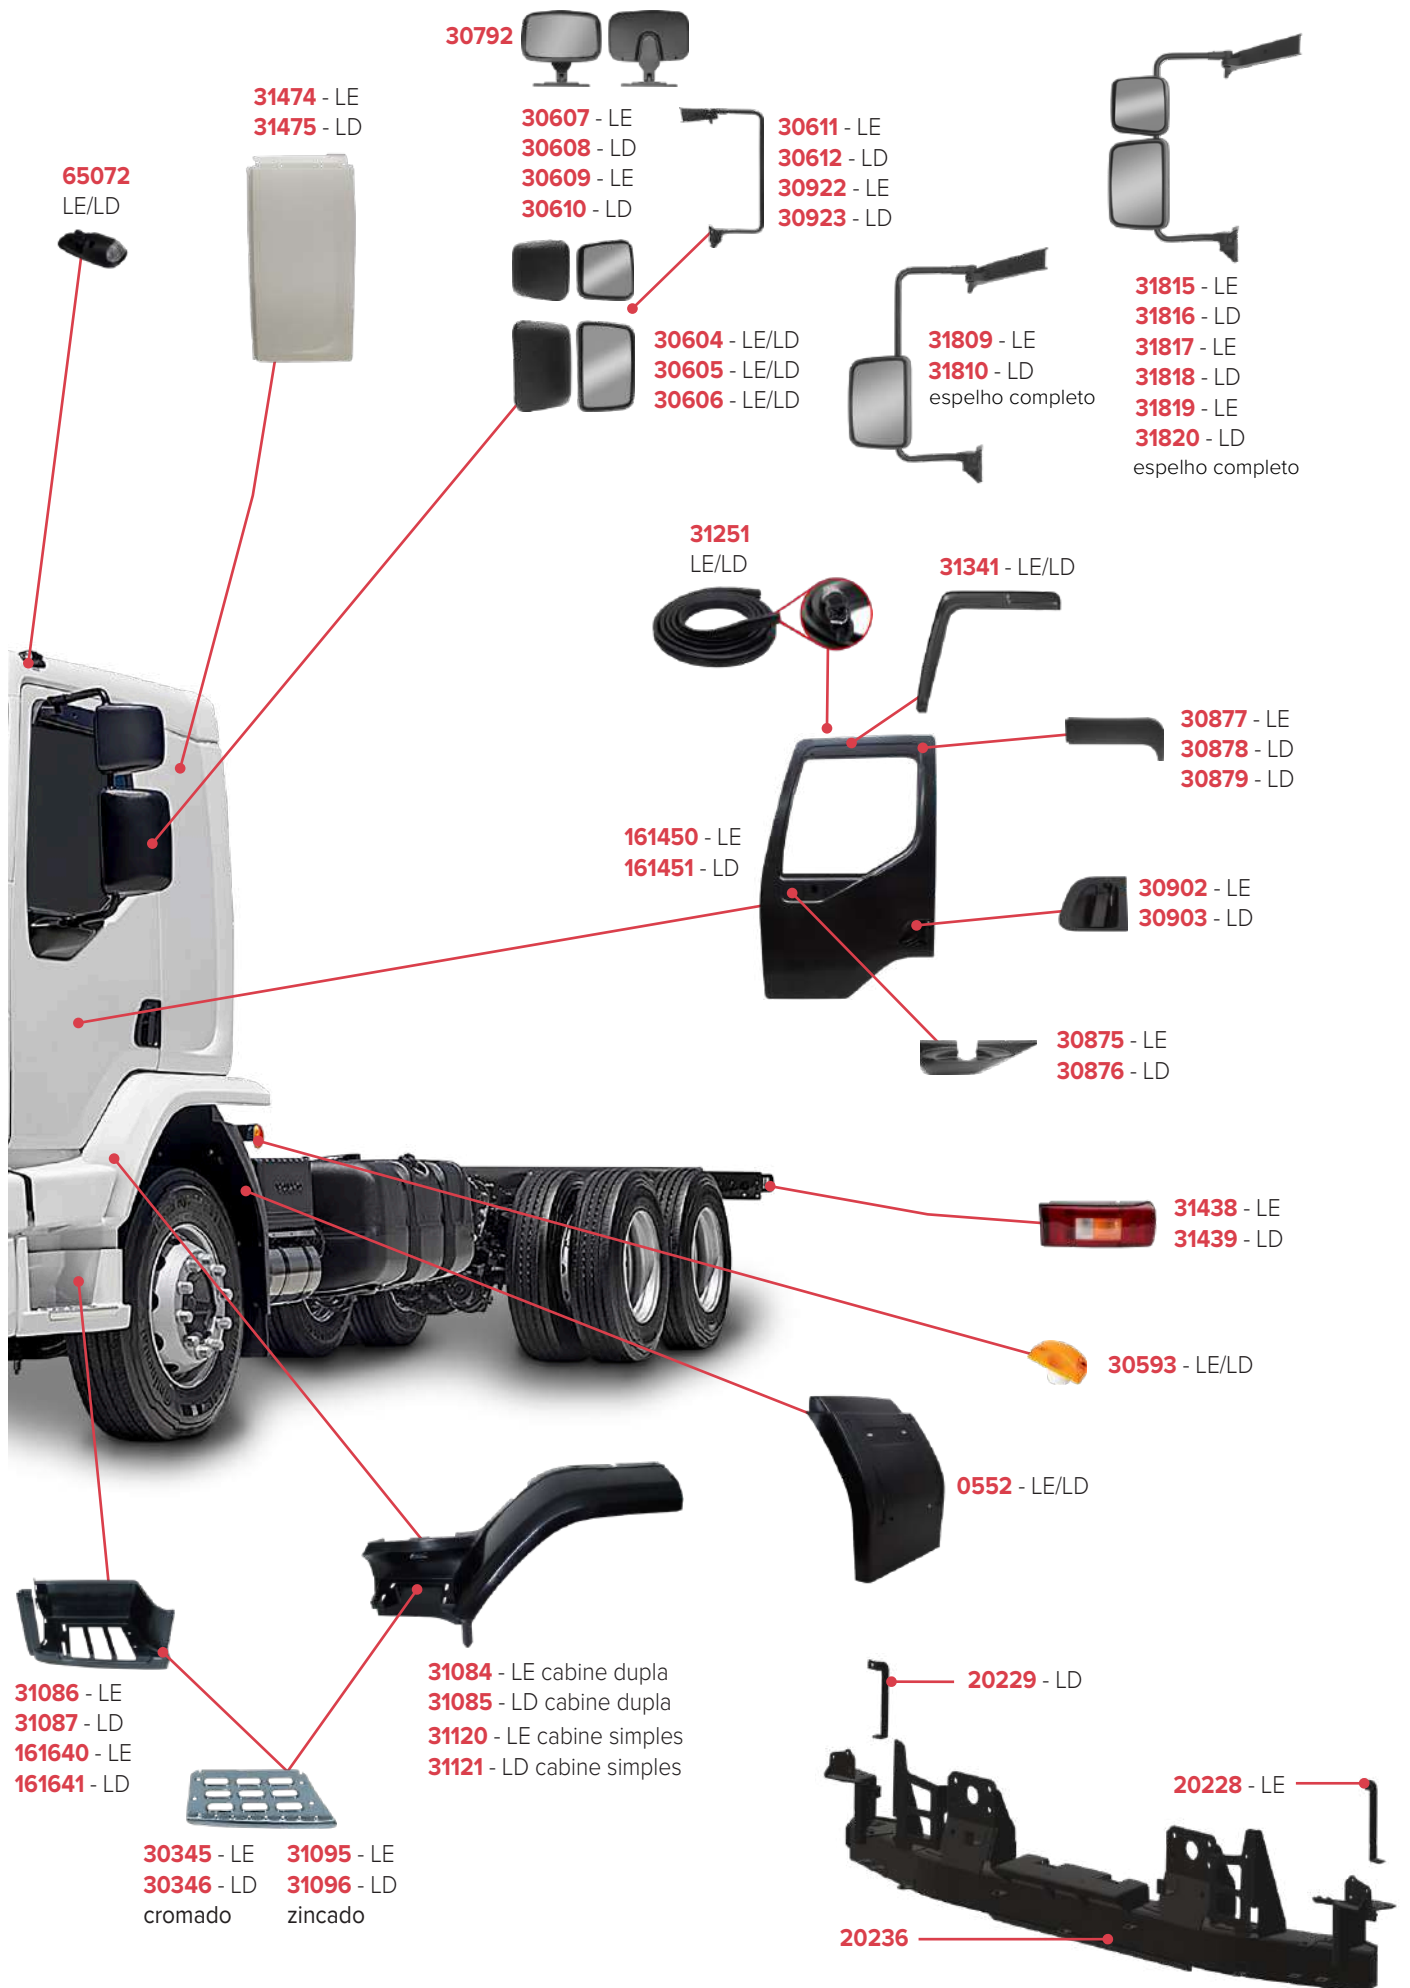 30792
31474 - LE
31475 - LD
65072
LE/LD
30607 - LE
30608 - LD
30609 - LE
30610 - LD
30611 - LE
30612 - LD
30922 - LE
30923 - LD
30604 - LE/LD
30605 - LE/LD
30606 - LE/LD
31809 - LE
31810 - LD
espelho completo
31815 - LE
31816 - LD
31817 - LE
31818 - LD
31819 - LE
31820 - LD
espelho completo
31251
LE/LD
31341 - LE/LD
30877 - LE
30878 - LD
30879 - LD
161450 - LE
161451 - LD
30902 - LE
30903 - LD
30875 - LE
30876 - LD
31438 - LE
31439 - LD
30593 - LE/LD
0552 - LE/LD
31084 - LE cabine dupla
31085 - LD cabine dupla
31120 - LE cabine simples
31121 - LD cabine simples
31086 - LE
31087 - LD
161640 - LE
161641 - LD
30345 - LE
30346 - LD
cromado
31095 - LE
31096 - LD
zincado
20229 - LD
20228 - LE
20236